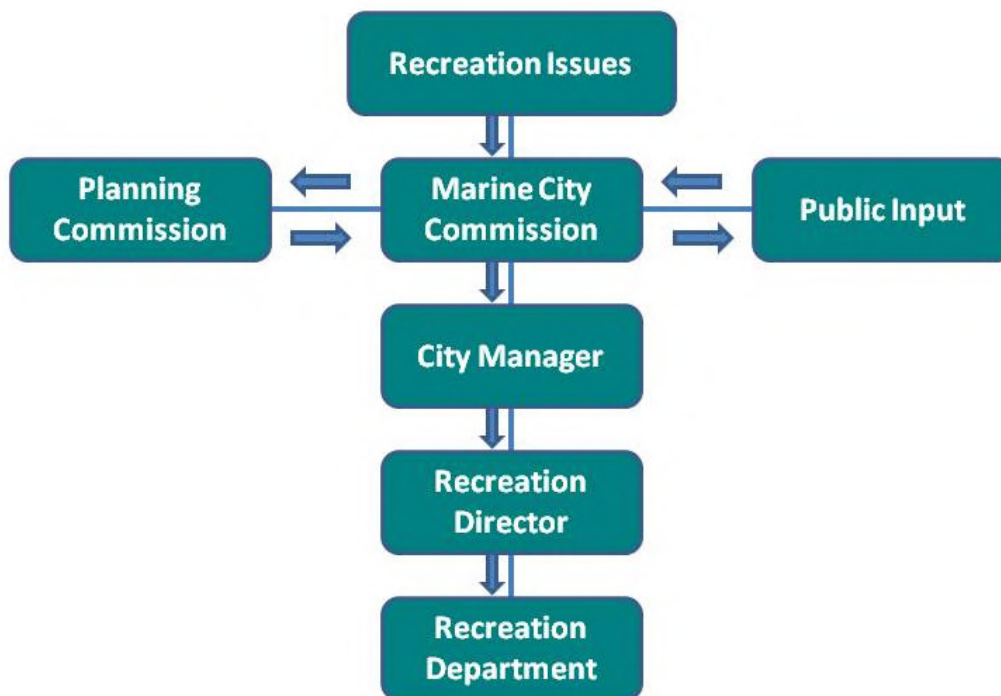 Recreation Issues
Planning
Commission
Marine City
Commission
Public Input
City Manager
Recreation
Director
Recreation
Department